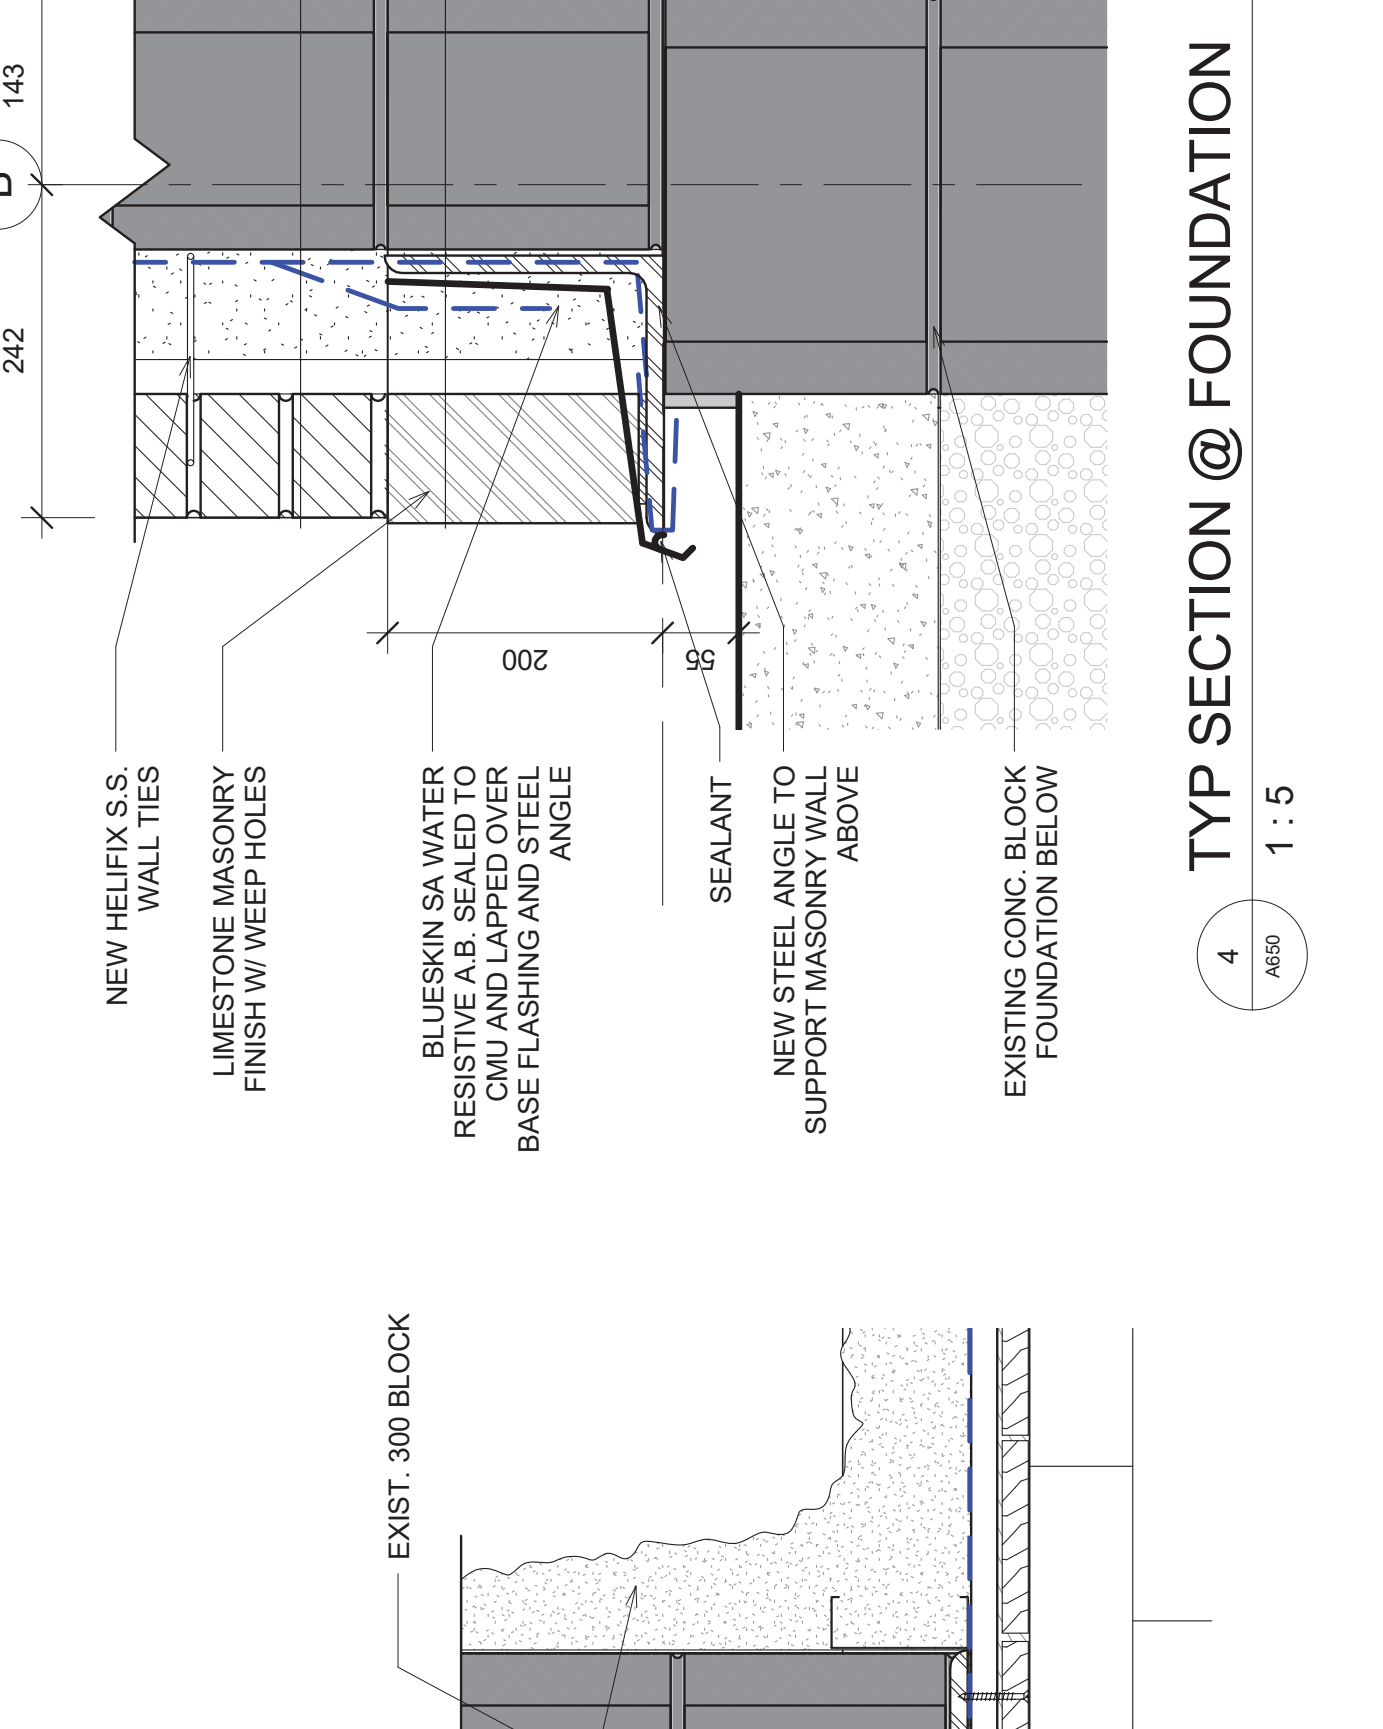 143
242
NEW HELIFIX S.S.
WALL TIES
LIMESTONE MASONRY
FINISH W/ WEEP HOLES
BLUESKIN SA WATER
RESISTIVE A.B. SEALED TO
CMU AND LAPPED OVER
BASE FLASHING AND STEEL
ANGLE
200
55
SEALANT
NEW STEEL ANGLE TO
SUPPORT MASONRY WALL
ABOVE
EXISTING CONC. BLOCK
FOUNDATION BELOW
TYP SECTION @ FOUNDATION
1 : 5
4
A650
EXIST. 300 BLOCK